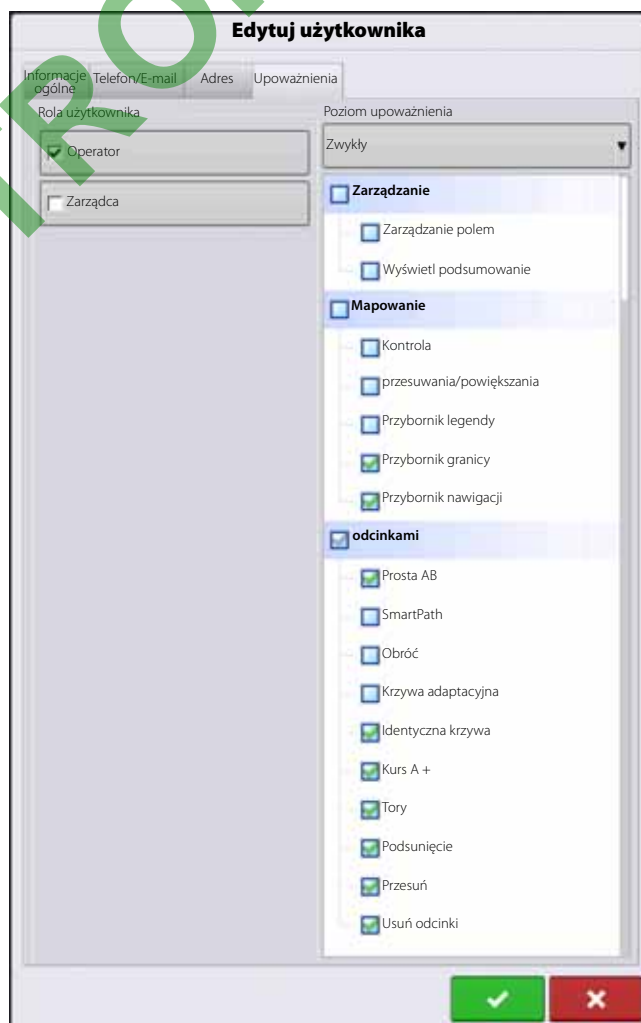 Edytuj użytkownika
Informacje
ogólne
Telefon/E-mail
Adres
Upoważnienia
Rola użytkownika
Operator
Zarządca
Poziom upoważnienia
Zwykły
Zarządzanie
Zarządzanie polem
Wyświetl podsumowanie
Mapowanie
Kontrola
przesuwania/powiększania
Przybornik legendy
Przybornik granicy
Przybornik nawigacji
odcinkami
Prosta AB
SmartPath
Obróć
Krzywa adaptacyjna
Identyczna krzywa
Kurs A +
Tory
Podsunięcie
Przesuń
Usuń odcinki